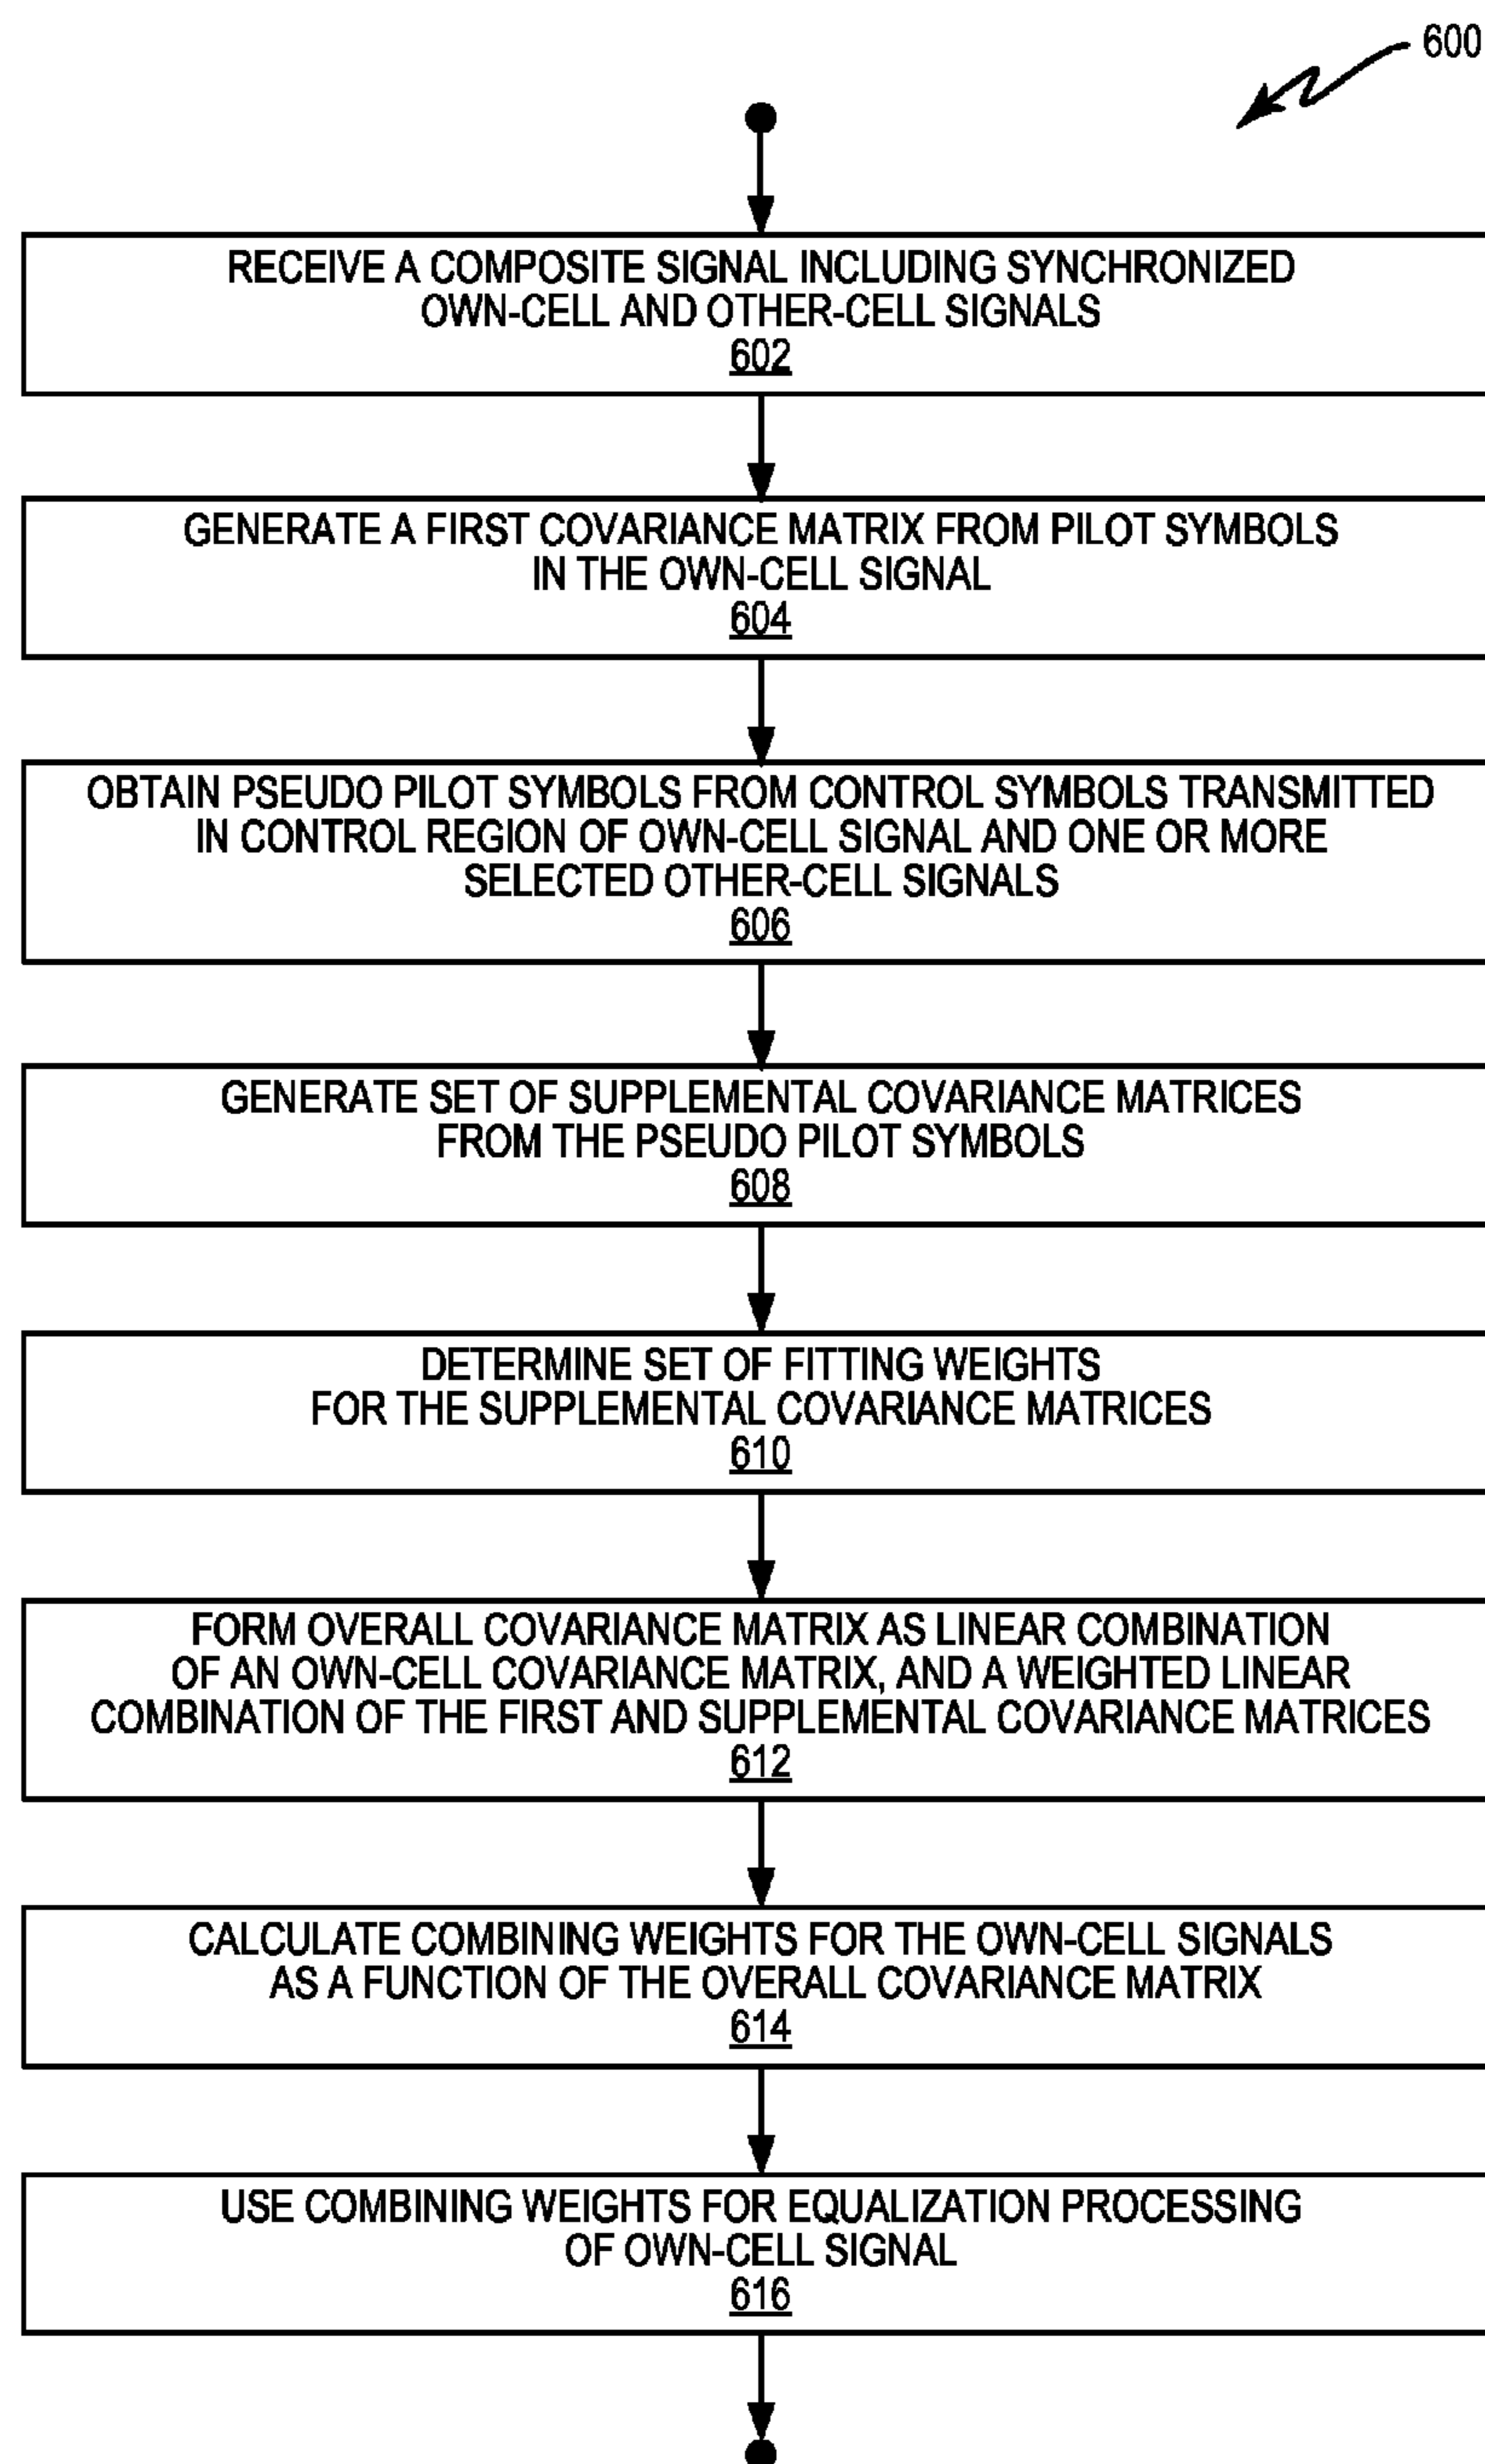 600
RECEIVE A COMPOSITE SIGNAL INCLUDING SYNCHRONIZED
OWN-CELL AND OTHER-CELL SIGNALS
602
GENERATE A FIRST COVARIANCE MATRIX FROM PILOT SYMBOLS
IN THE OWN-CELL SIGNAL
604
OBTAIN PSEUDO PILOT SYMBOLS FROM CONTROL SYMBOLS TRANSMITTED
IN CONTROL REGION OF OWN-CELL SIGNAL AND ONE OR MORE
SELECTED OTHER-CELL SIGNALS
606
GENERATE SET OF SUPPLEMENTAL COVARIANCE MATRICES
FROM THE PSEUDO PILOT SYMBOLS
608
DETERMINE SET OF FITTING WEIGHTS
FOR THE SUPPLEMENTAL COVARIANCE MATRICES
610
FORM OVERALL COVARIANCE MATRIX AS LINEAR COMBINATION
OF AN OWN-CELL COVARIANCE MATRIX, AND A WEIGHTED LINEAR
COMBINATION OF THE FIRST AND SUPPLEMENTAL COVARIANCE MATRICES
612
CALCULATE COMBINING WEIGHTS FOR THE OWN-CELL SIGNALS
AS A FUNCTION OF THE OVERALL COVARIANCE MATRIX
614
USE COMBINING WEIGHTS FOR EQUALIZATION PROCESSING
OF OWN-CELL SIGNAL
616